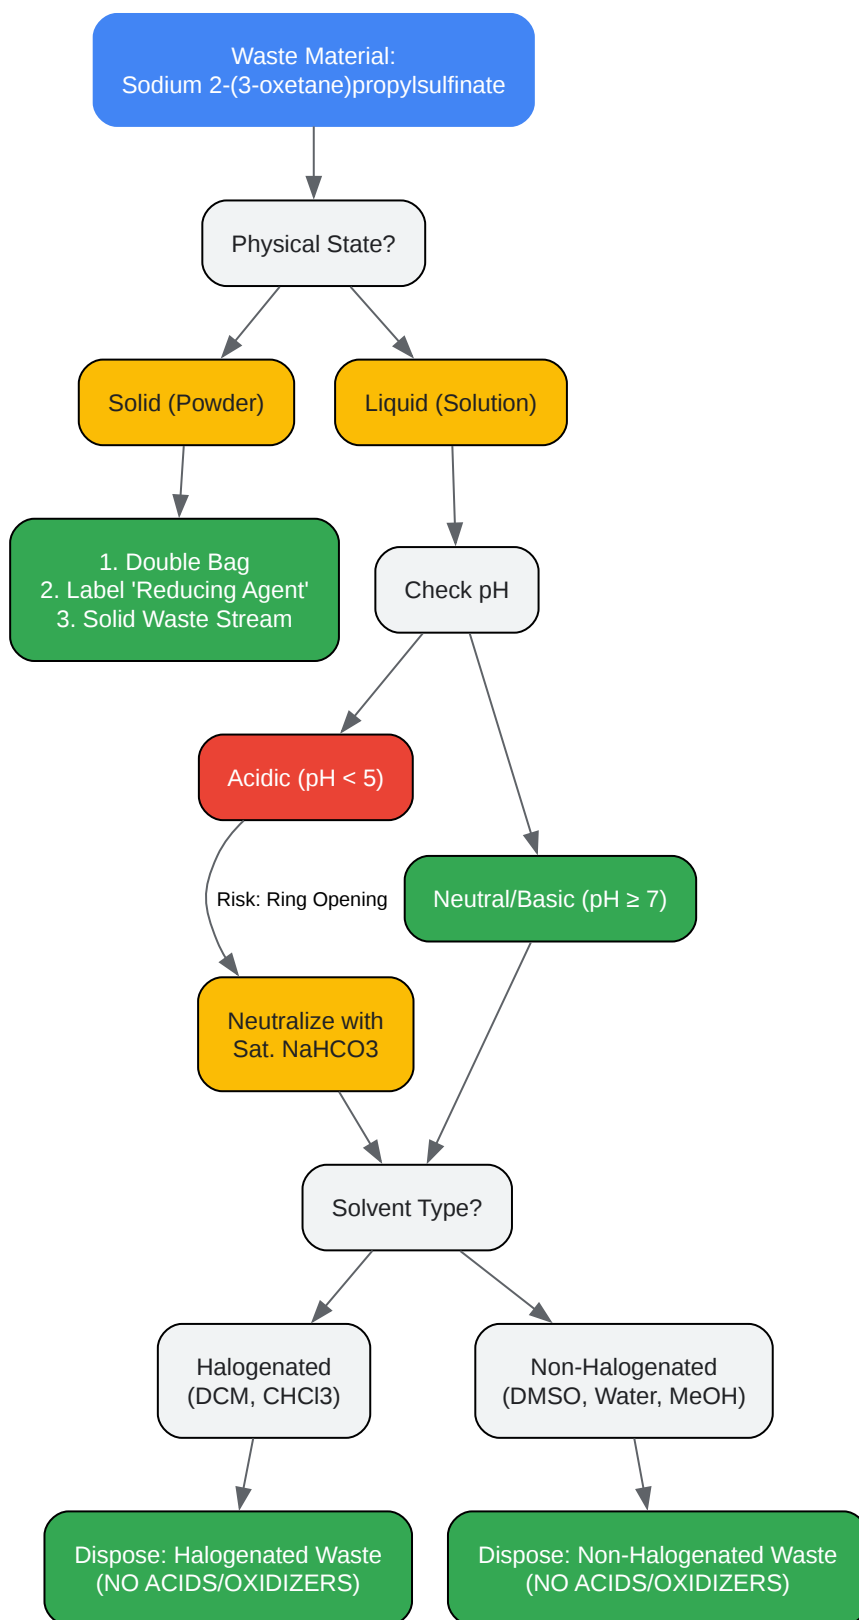 Waste Material:
Sodium 2-(3-oxetane)propylsulfinate
Physical State?
Solid (Powder)
Liquid (Solution)
1. Double Bag
2. Label 'Reducing Agent'
3. Solid Waste Stream
Check pH
Acidic (pH < 5)
Risk: Ring Opening
Neutral/Basic (pH ≥ 7)
Neutralize with
Sat. NaHCO3
Solvent Type?
Halogenated
(DCM, CHCl3)
Non-Halogenated
(DMSO, Water, MeOH)
Dispose: Halogenated Waste
(NO ACIDS/OXIDIZERS)
Dispose: Non-Halogenated Waste
(NO ACIDS/OXIDIZERS)